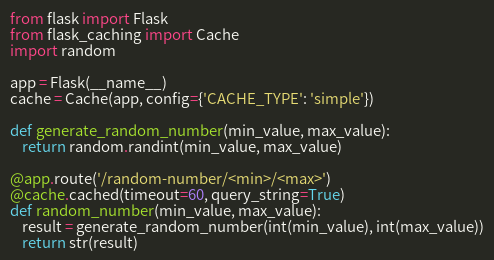 from flask import Flask
from flask_caching import Cache
import random

app = Flask(__name__)
cache = Cache(app, config={'CACHE_TYPE': 'simple'})

def generate_random_number(min_value, max_value):
    return random.randint(min_value, max_value)

@app.route('/random-number/<min>/<max>')
@cache.cached(timeout=60, query_string=True)
def random_number(min_value, max_value):
    result = generate_random_number(int(min_value), int(max_value))
    return str(result)